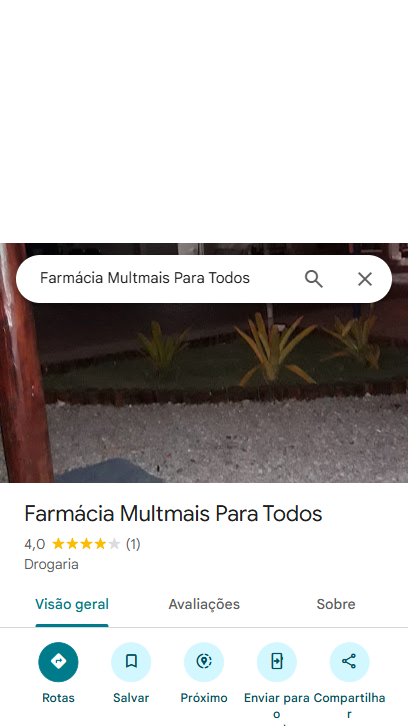 Farmácia Multmais Para Todos
Farmácia Multmais Para Todos
4,0 (1)
Drogaria
Visão geral Avaliações Sobre
Rotas Salvar Próximo Enviar para o Compartilhar